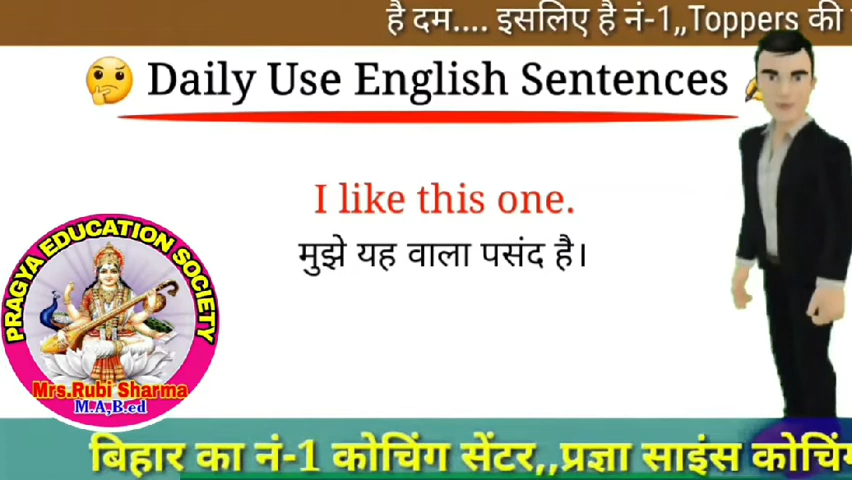 है दम.... इसलिए है नं-1,,Toppers की
Daily Use English Sentences
I like this one.
मुझे यह वाला पसंद है।
PRAGYA EDUCATION SOCIETY
Mrs.Rubi Sharma
M.A,B.ed
बिहार का नं-1 कोचिंग सेंटर,,प्रज्ञा साइंस कोचिंग